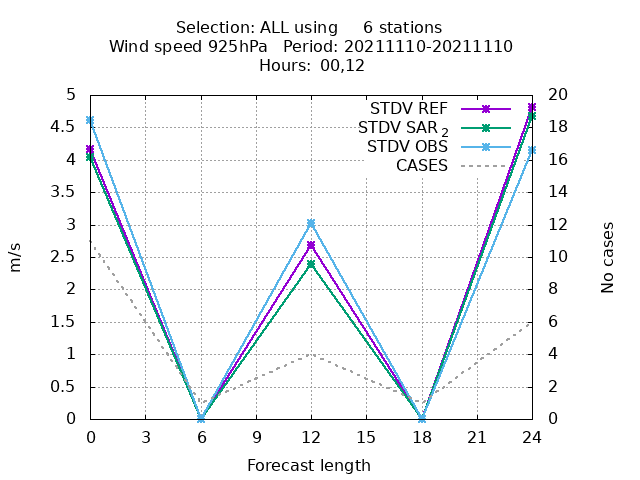 Selection: ALL using     6 stations
Wind speed 925hPa   Period: 20211110-20211110
Hours: 00,12
STDV REF
STDV SAR 2
STDV OBS
CASES
5
4.5
4
3.5
3
2.5
2
1.5
1
0.5
0
20
18
16
14
12
10
8
6
4
2
0
m/s
No cases
0 3 6 9 12 15 18 21 24
Forecast length